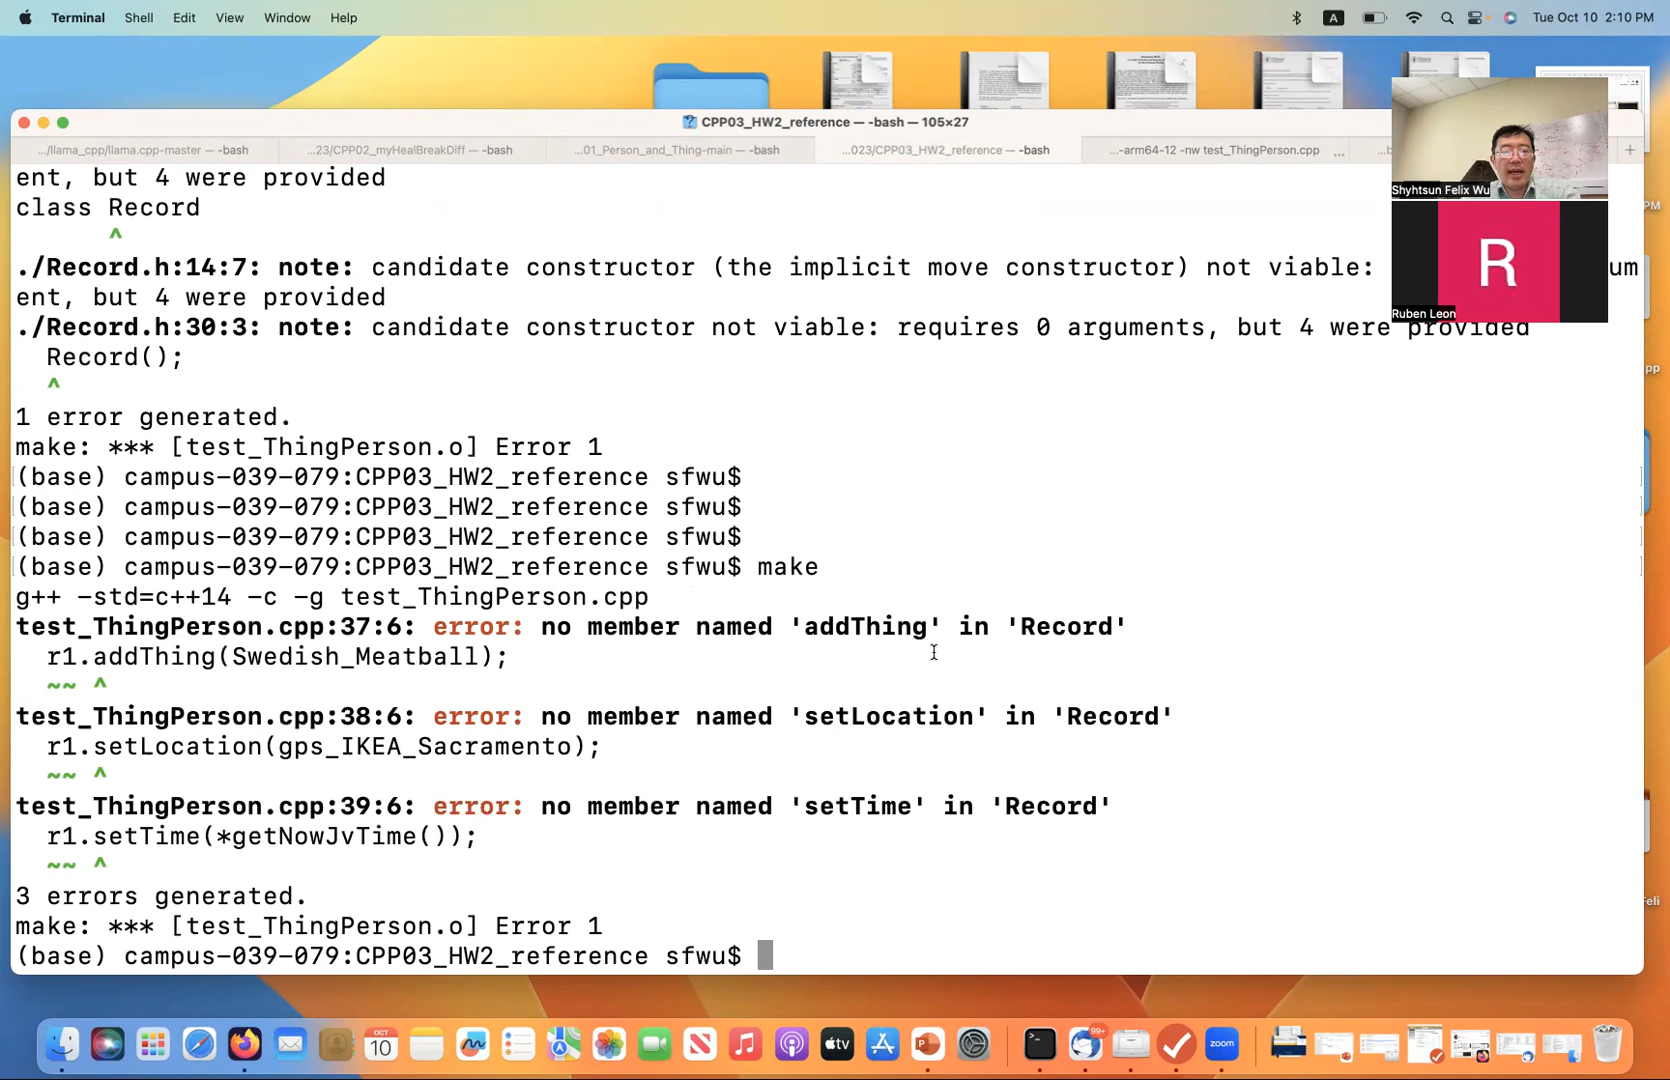 Terminal Shell Edit View Window Help A Tue Oct 10 2:10 PM
CPP03_HW2_reference — -bash — 105×27
.../llama_cpp/llama.cpp-master — -bash ...23/CPP02_myHealBreakDiff — -bash ...01_Person_and_Thing-main — -bash ...023/CPP03_HW2_reference — -bash ...-arm64-12 -nw test_ThingPerson.cpp ...
Shyhtsun Felix Wu
R
Ruben Leon
ent, but 4 were provided
class Record
^
./Record.h:14:7: note: candidate constructor (the implicit move constructor) not viable: um
ent, but 4 were provided
./Record.h:30:3: note: candidate constructor not viable: requires 0 arguments, but 4 were provided
Record();
^
1 error generated.
make: *** [test_ThingPerson.o] Error 1
(base) campus-039-079:CPP03_HW2_reference sfwu$
(base) campus-039-079:CPP03_HW2_reference sfwu$
(base) campus-039-079:CPP03_HW2_reference sfwu$
(base) campus-039-079:CPP03_HW2_reference sfwu$ make
g++ -std=c++14 -c -g test_ThingPerson.cpp
test_ThingPerson.cpp:37:6: error: no member named 'addThing' in 'Record'
r1.addThing(Swedish_Meatball);
~~ ^
test_ThingPerson.cpp:38:6: error: no member named 'setLocation' in 'Record'
r1.setLocation(gps_IKEA_Sacramento);
~~ ^
test_ThingPerson.cpp:39:6: error: no member named 'setTime' in 'Record'
r1.setTime(*getNowJvTime());
~~ ^
3 errors generated.
make: *** [test_ThingPerson.o] Error 1
(base) campus-039-079:CPP03_HW2_reference sfwu$
OCT
10
tv
99+
zoom